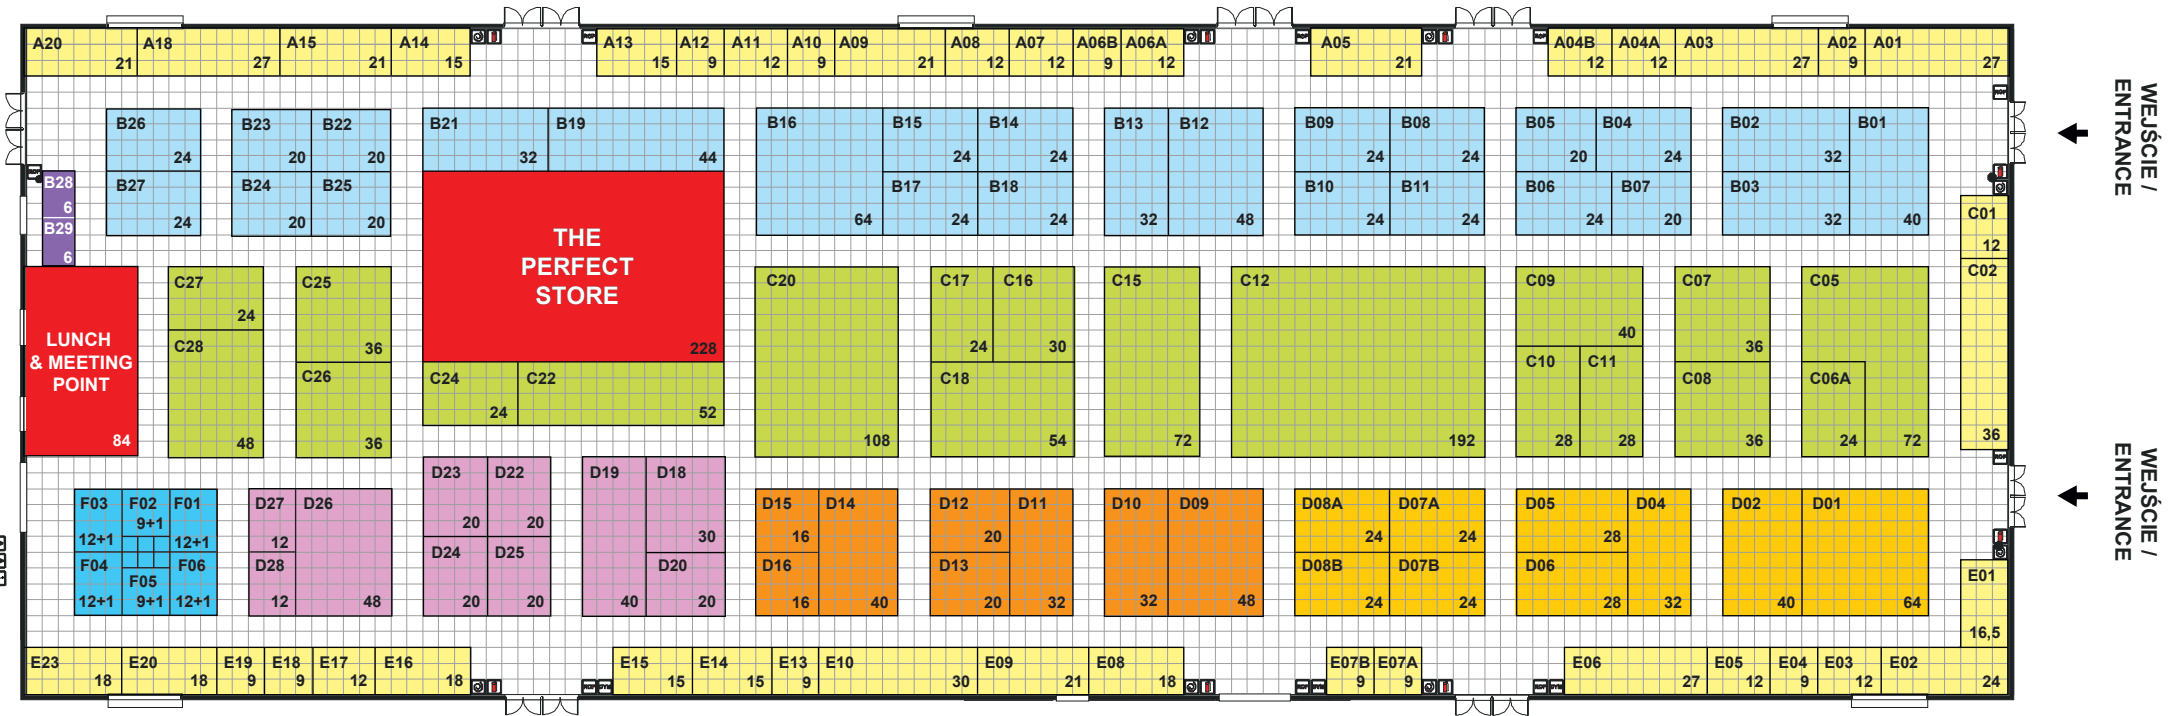 A20 A18 A15 A14 A13 A12 A11 A10 A09 A08 A07 A06B A06A A05 A04B A04A A03 A02 A01
21 27 21 15 15 9 12 9 21 12 12 9 12 21 12 12 27 9 27
WEJŚCIE /
ENTRANCE
B26 B23 B22 B21 B19 B16 B15 B14 B13 B12 B09 B08 B05 B04 B02 B01
24 20 20 32 44 24 24 24 24 20 24 32
B28 B27 B24 B25 B17 B18 B10 B11 B06 B07 B03
6 24 20 20 64 24 24 32 48 24 24 24 20 32 40
B29
6
C01
12
THE
PERFECT
STORE
228
C27 C25 C20 C17 C16 C15 C12 C09 C07 C05 C02
24
40
LUNCH
& MEETING
POINT
84
C28 36 24 30 36
C26 C24 C22 C18 C10 C11 C08 C06A
24 52
48 36 108 54 72 192 28 28 36 24 72 36
WEJŚCIE /
ENTRANCE
D23 D22 D19 D18
20 20 30
F03 F02 F01 D27 D26 D15 D14 D12 D11 D10 D09 D08A D07A D05 D04 D02 D01
12+1 9+1 12+1 12 16 20 24 24 28
F04 F05 F06 D28 D24 D25 D20 D16 D13 D08B D07B D06
12+1 9+1 12+1 12 48 20 20 40 20 16 40 20 32 32 48 24 24 28 32 40 64
E01
16,5
E23 E20 E19 E18 E17 E16 E15 E14 E13 E10 E09 E08 E07B E07A E06 E05 E04 E03 E02
18 18 9 9 12 18 15 15 9 30 21 18 9 9 27 12 9 12 24